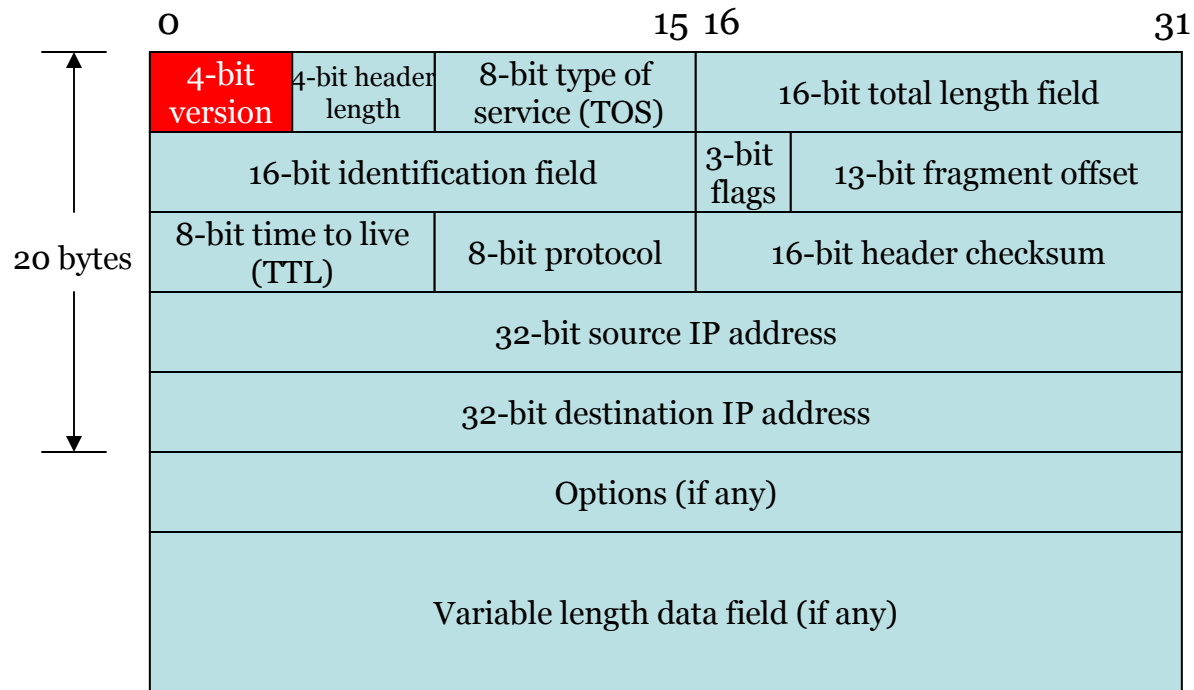 0 15 16 31
4-bit
version
4-bit header
length
8-bit type of
service (TOS)
16-bit total length field
16-bit identification field
3-bit
flags
13-bit fragment offset
20 bytes
8-bit time to live
(TTL)
8-bit protocol
16-bit header checksum
32-bit source IP address
32-bit destination IP address
Options (if any)
Variable length data field (if any)